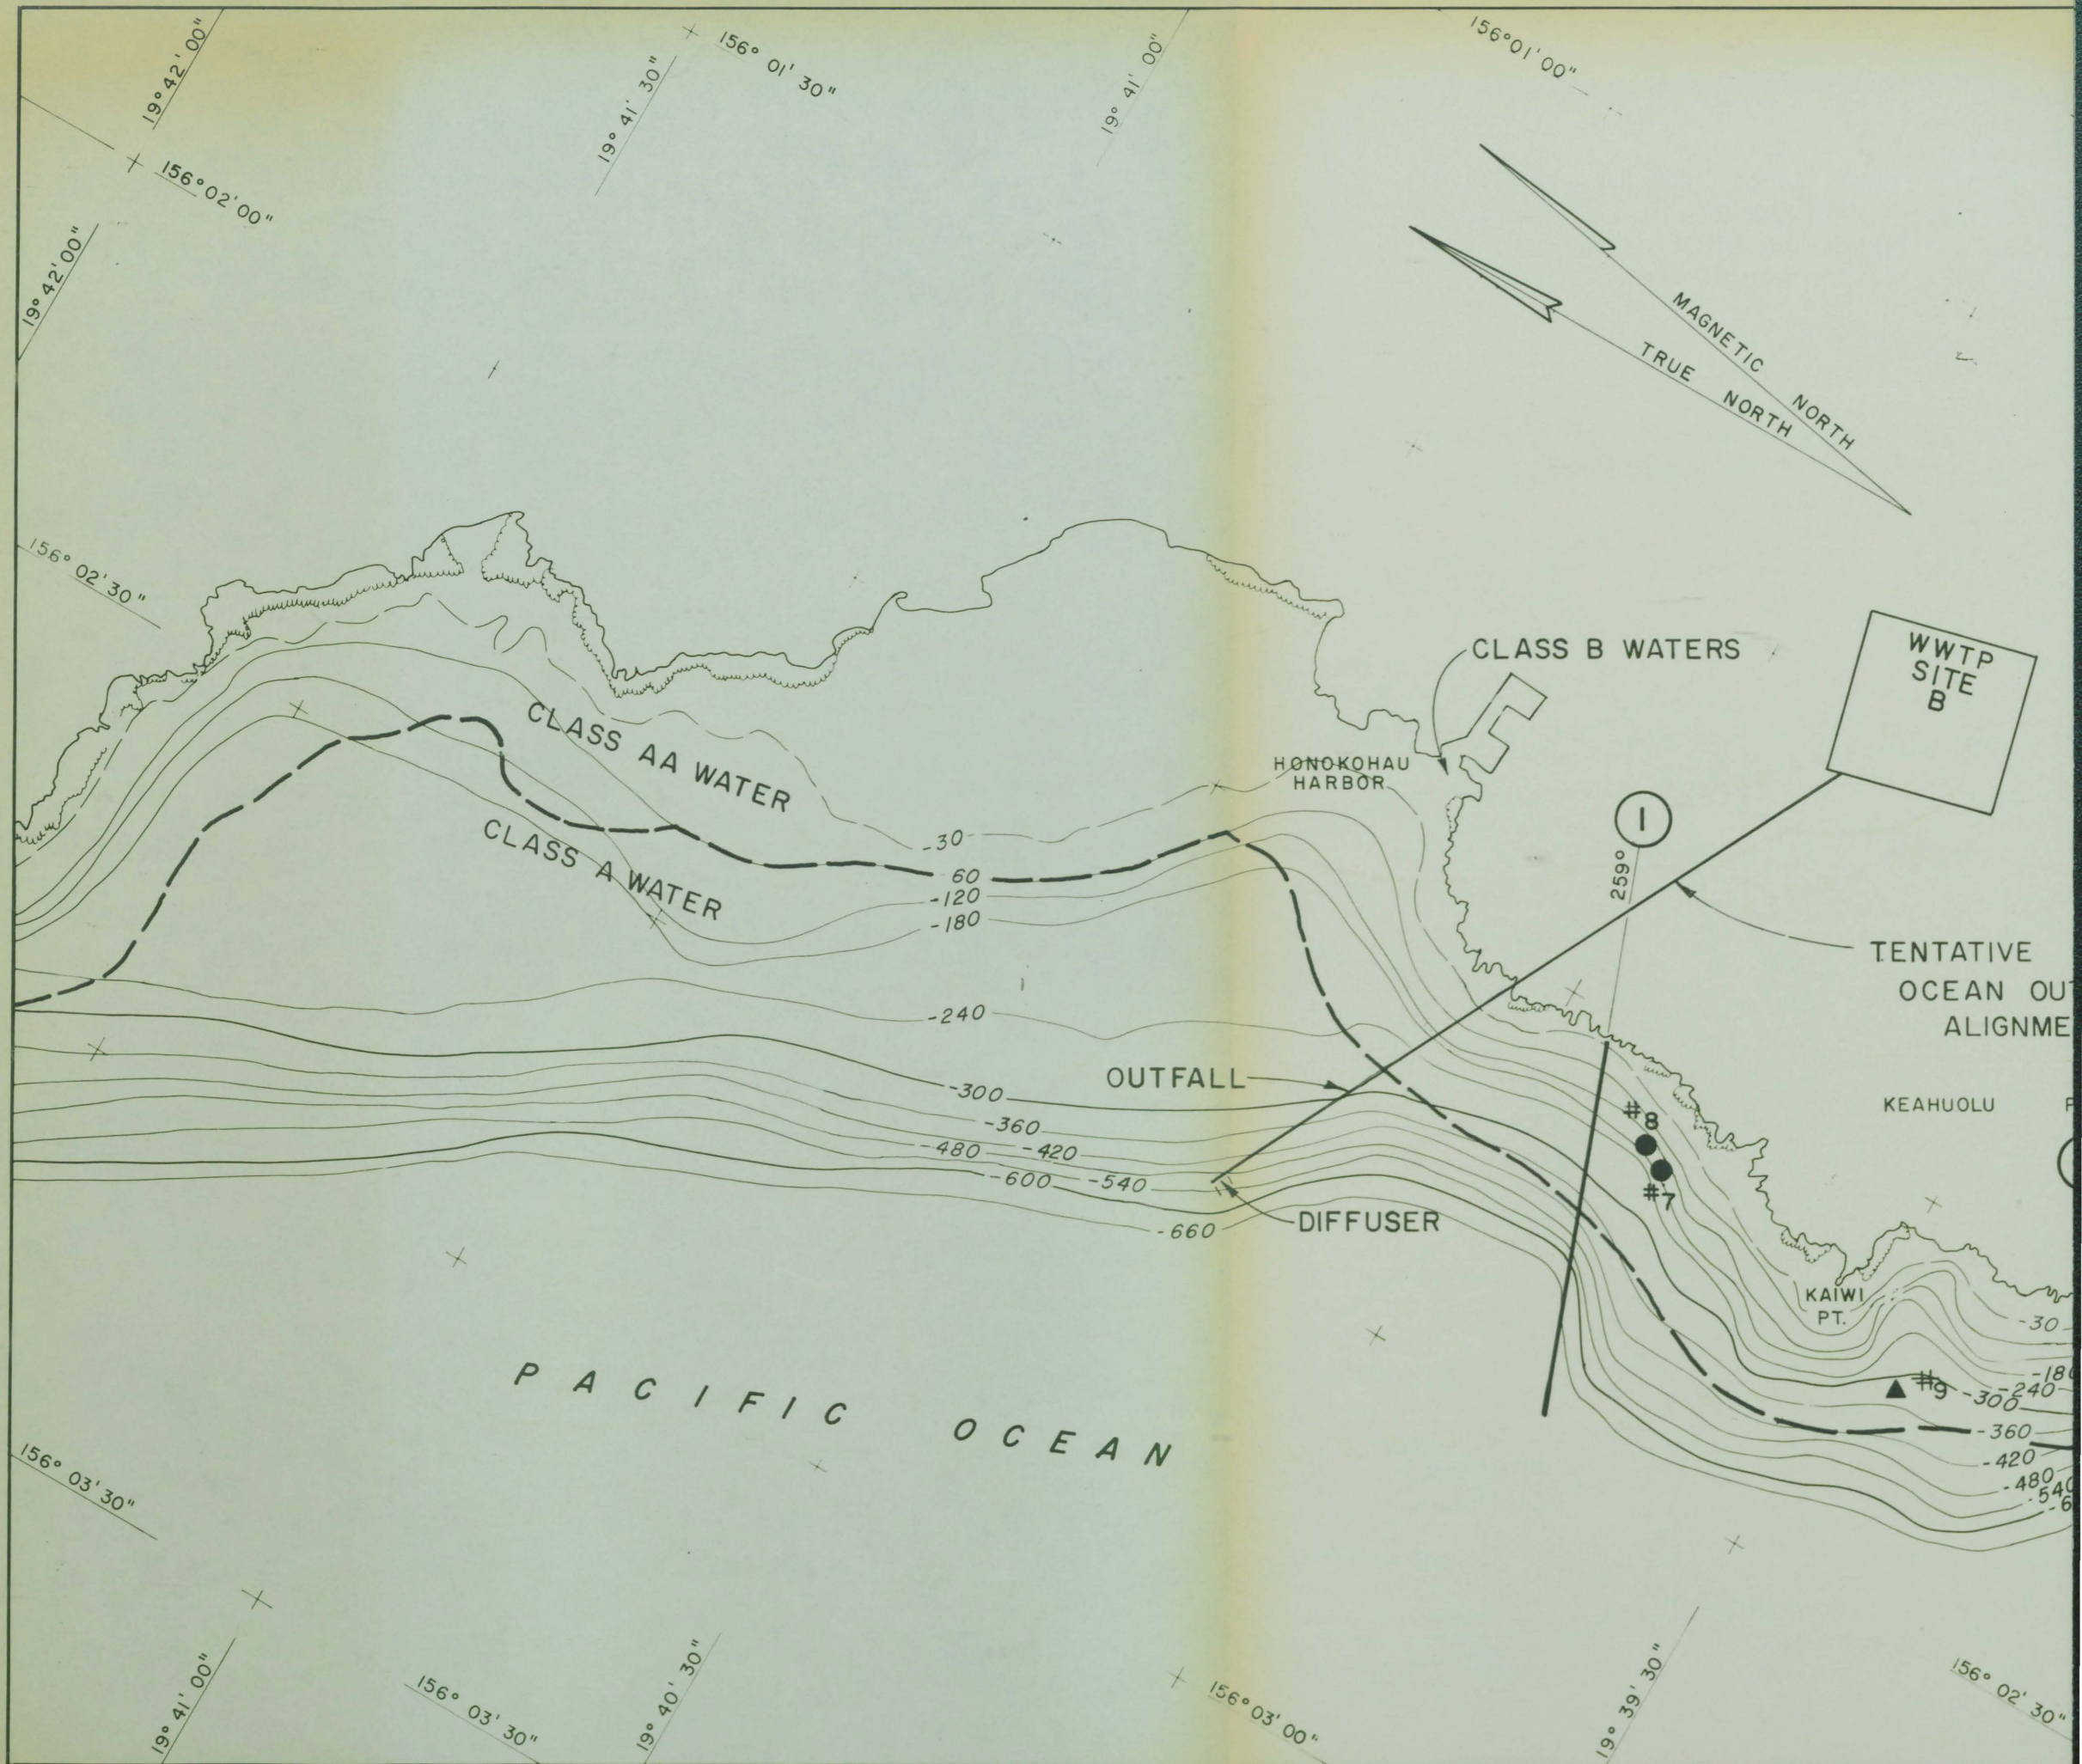 19° 42' 00"
19° 41' 30"
156° 01' 30"
19° 41' 00"
156° 01' 00"
156° 02' 00"
19° 42' 00"
MAGNETIC NORTH
TRUE NORTH
156° 02' 30"
CLASS B WATERS
WWTP
SITE
B
CLASS AA WATER
HONOKOHAU
HARBOR
CLASS A WATER
1
259°
-30
60
-120
-180
TENTATIVE
OCEAN OU
ALIGNME
-240
OUTFALL
-300
KEAHUOLU
#8
-360
-480
-420
-600
-540
#7
-660
DIFFUSER
KAIWI
PT.
-30
-180
#9
-300
-240
-360
-420
-480
-540
-6
PACIFIC OCEAN
156° 03' 30"
19° 41' 00"
156° 03' 30"
19° 40' 30"
156° 03' 00"
19° 39' 30"
156° 02' 30"